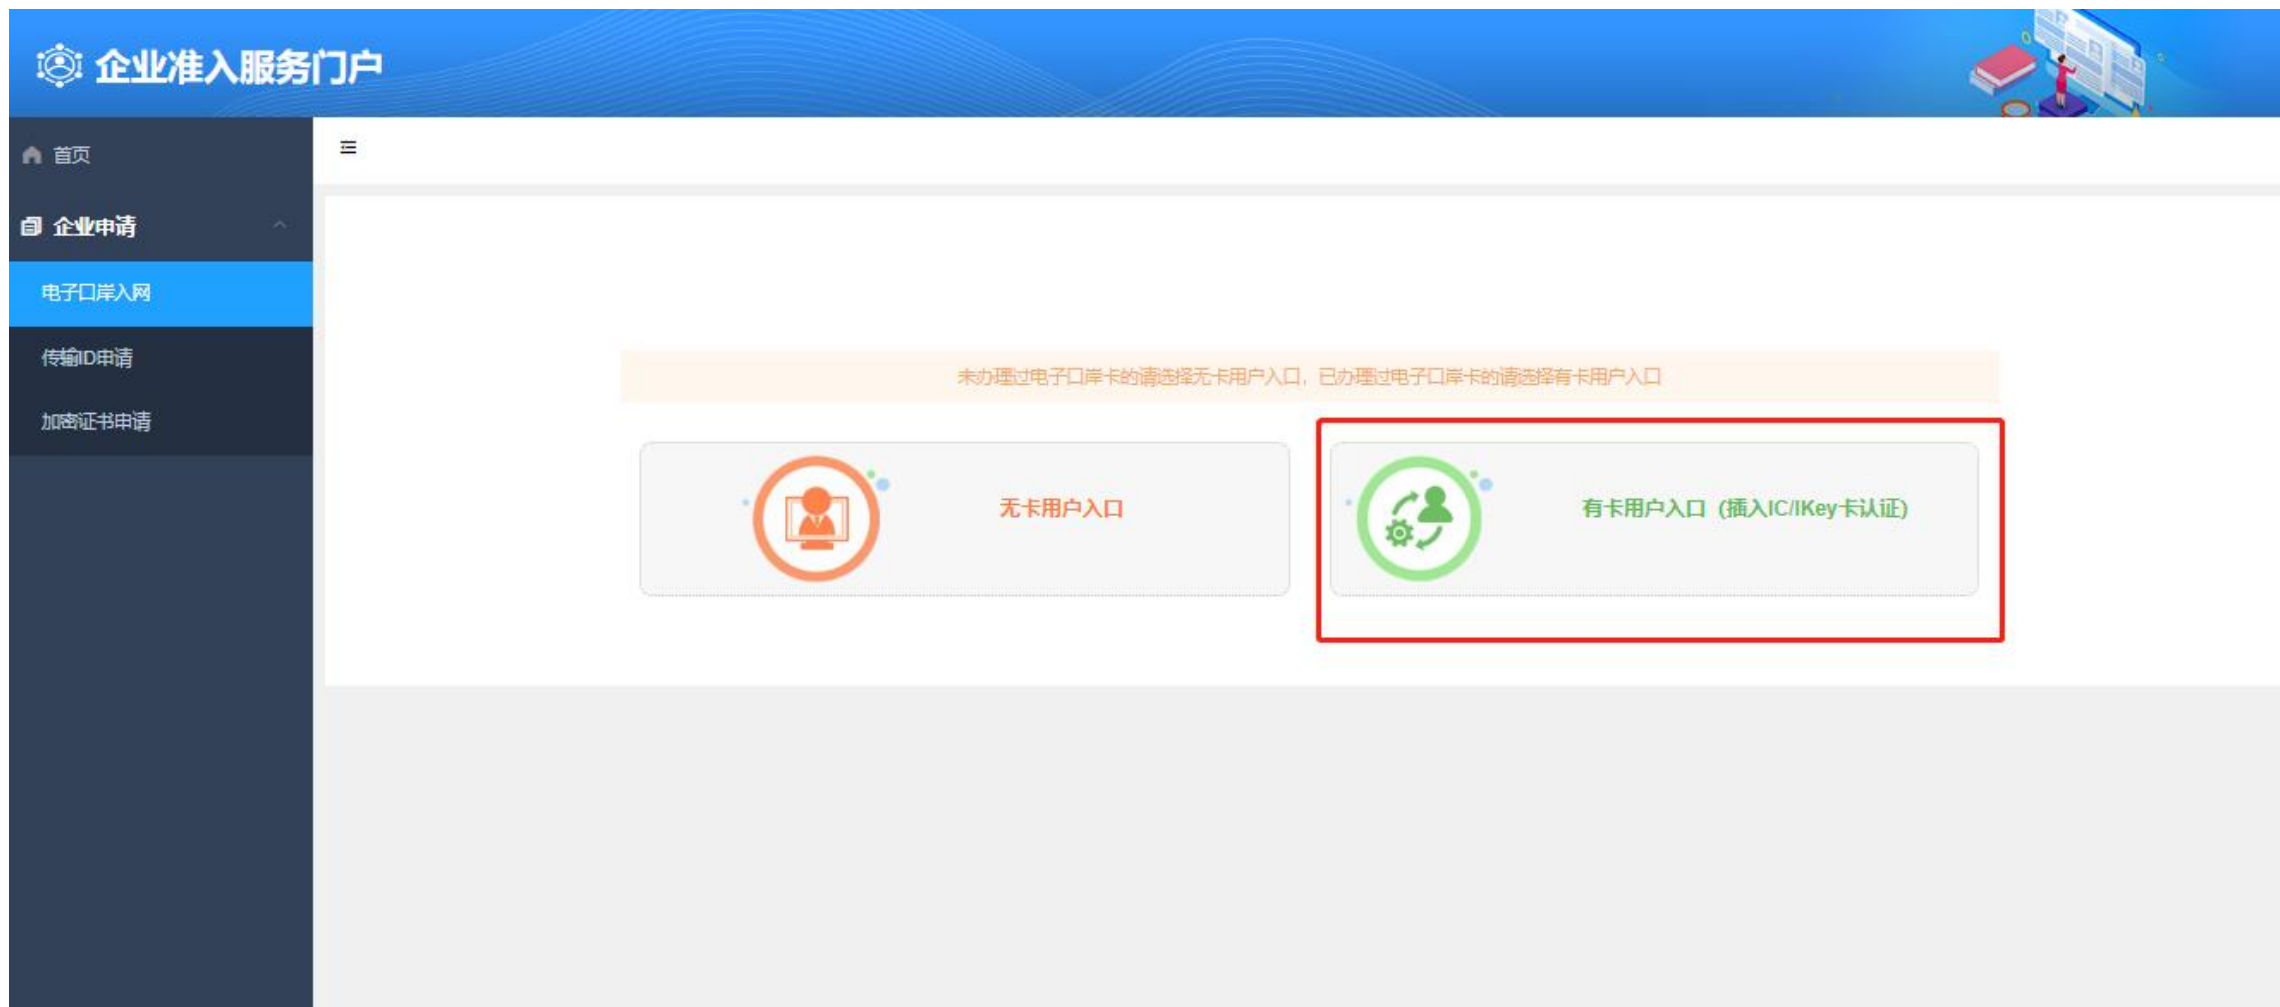 企业准入服务门户
首页
企业申请
电子口岸入网
传输ID申请
加密证书申请
未办理过电子口岸卡的请选择无卡用户入口，已办理过电子口岸卡的请选择有卡用户入口
无卡用户入口
有卡用户入口（插入IC/IKey卡认证)